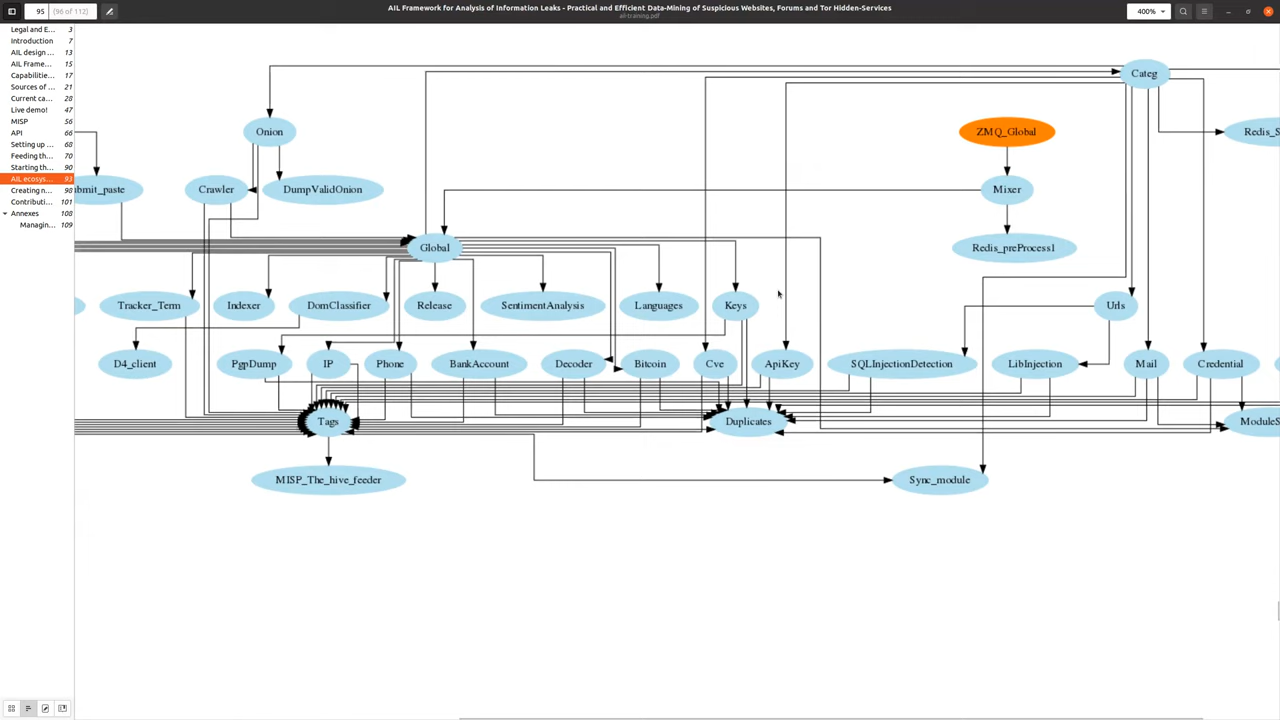 95 (96 of 112)
AIL Framework for Analysis of Information Leaks - Practical and Efficient Data-Mining of Suspicious Websites, Forums and Tor Hidden-Services
ail-training.pdf
400%
Legal and E... 3
Introduction 7
AIL design ... 13
AIL Frame... 15
Capabilitie... 17
Sources of ... 21
Current ca... 28
Live demo! 47
MISP 56
API 66
Setting up ... 68
Feeding th... 70
Starting th... 90
AIL ecosys... 93
Creating n... 98
Contributi... 101
Annexes 108
Managin... 109
Categ
Onion
ZMQ_Global
Redis_S
ubmit_paste
Crawler
DumpValidOnion
Mixer
Global
Redis_preProcess1
Tracker_Term
Indexer
DomClassifier
Release
SentimentAnalysis
Languages
Keys
Urls
D4_client
PgpDump
IP
Phone
BankAccount
Decoder
Bitcoin
Cve
ApiKey
SQLInjectionDetection
LibInjection
Mail
Credential
Tags
Duplicates
ModuleS
MISP_The_hive_feeder
Sync_module